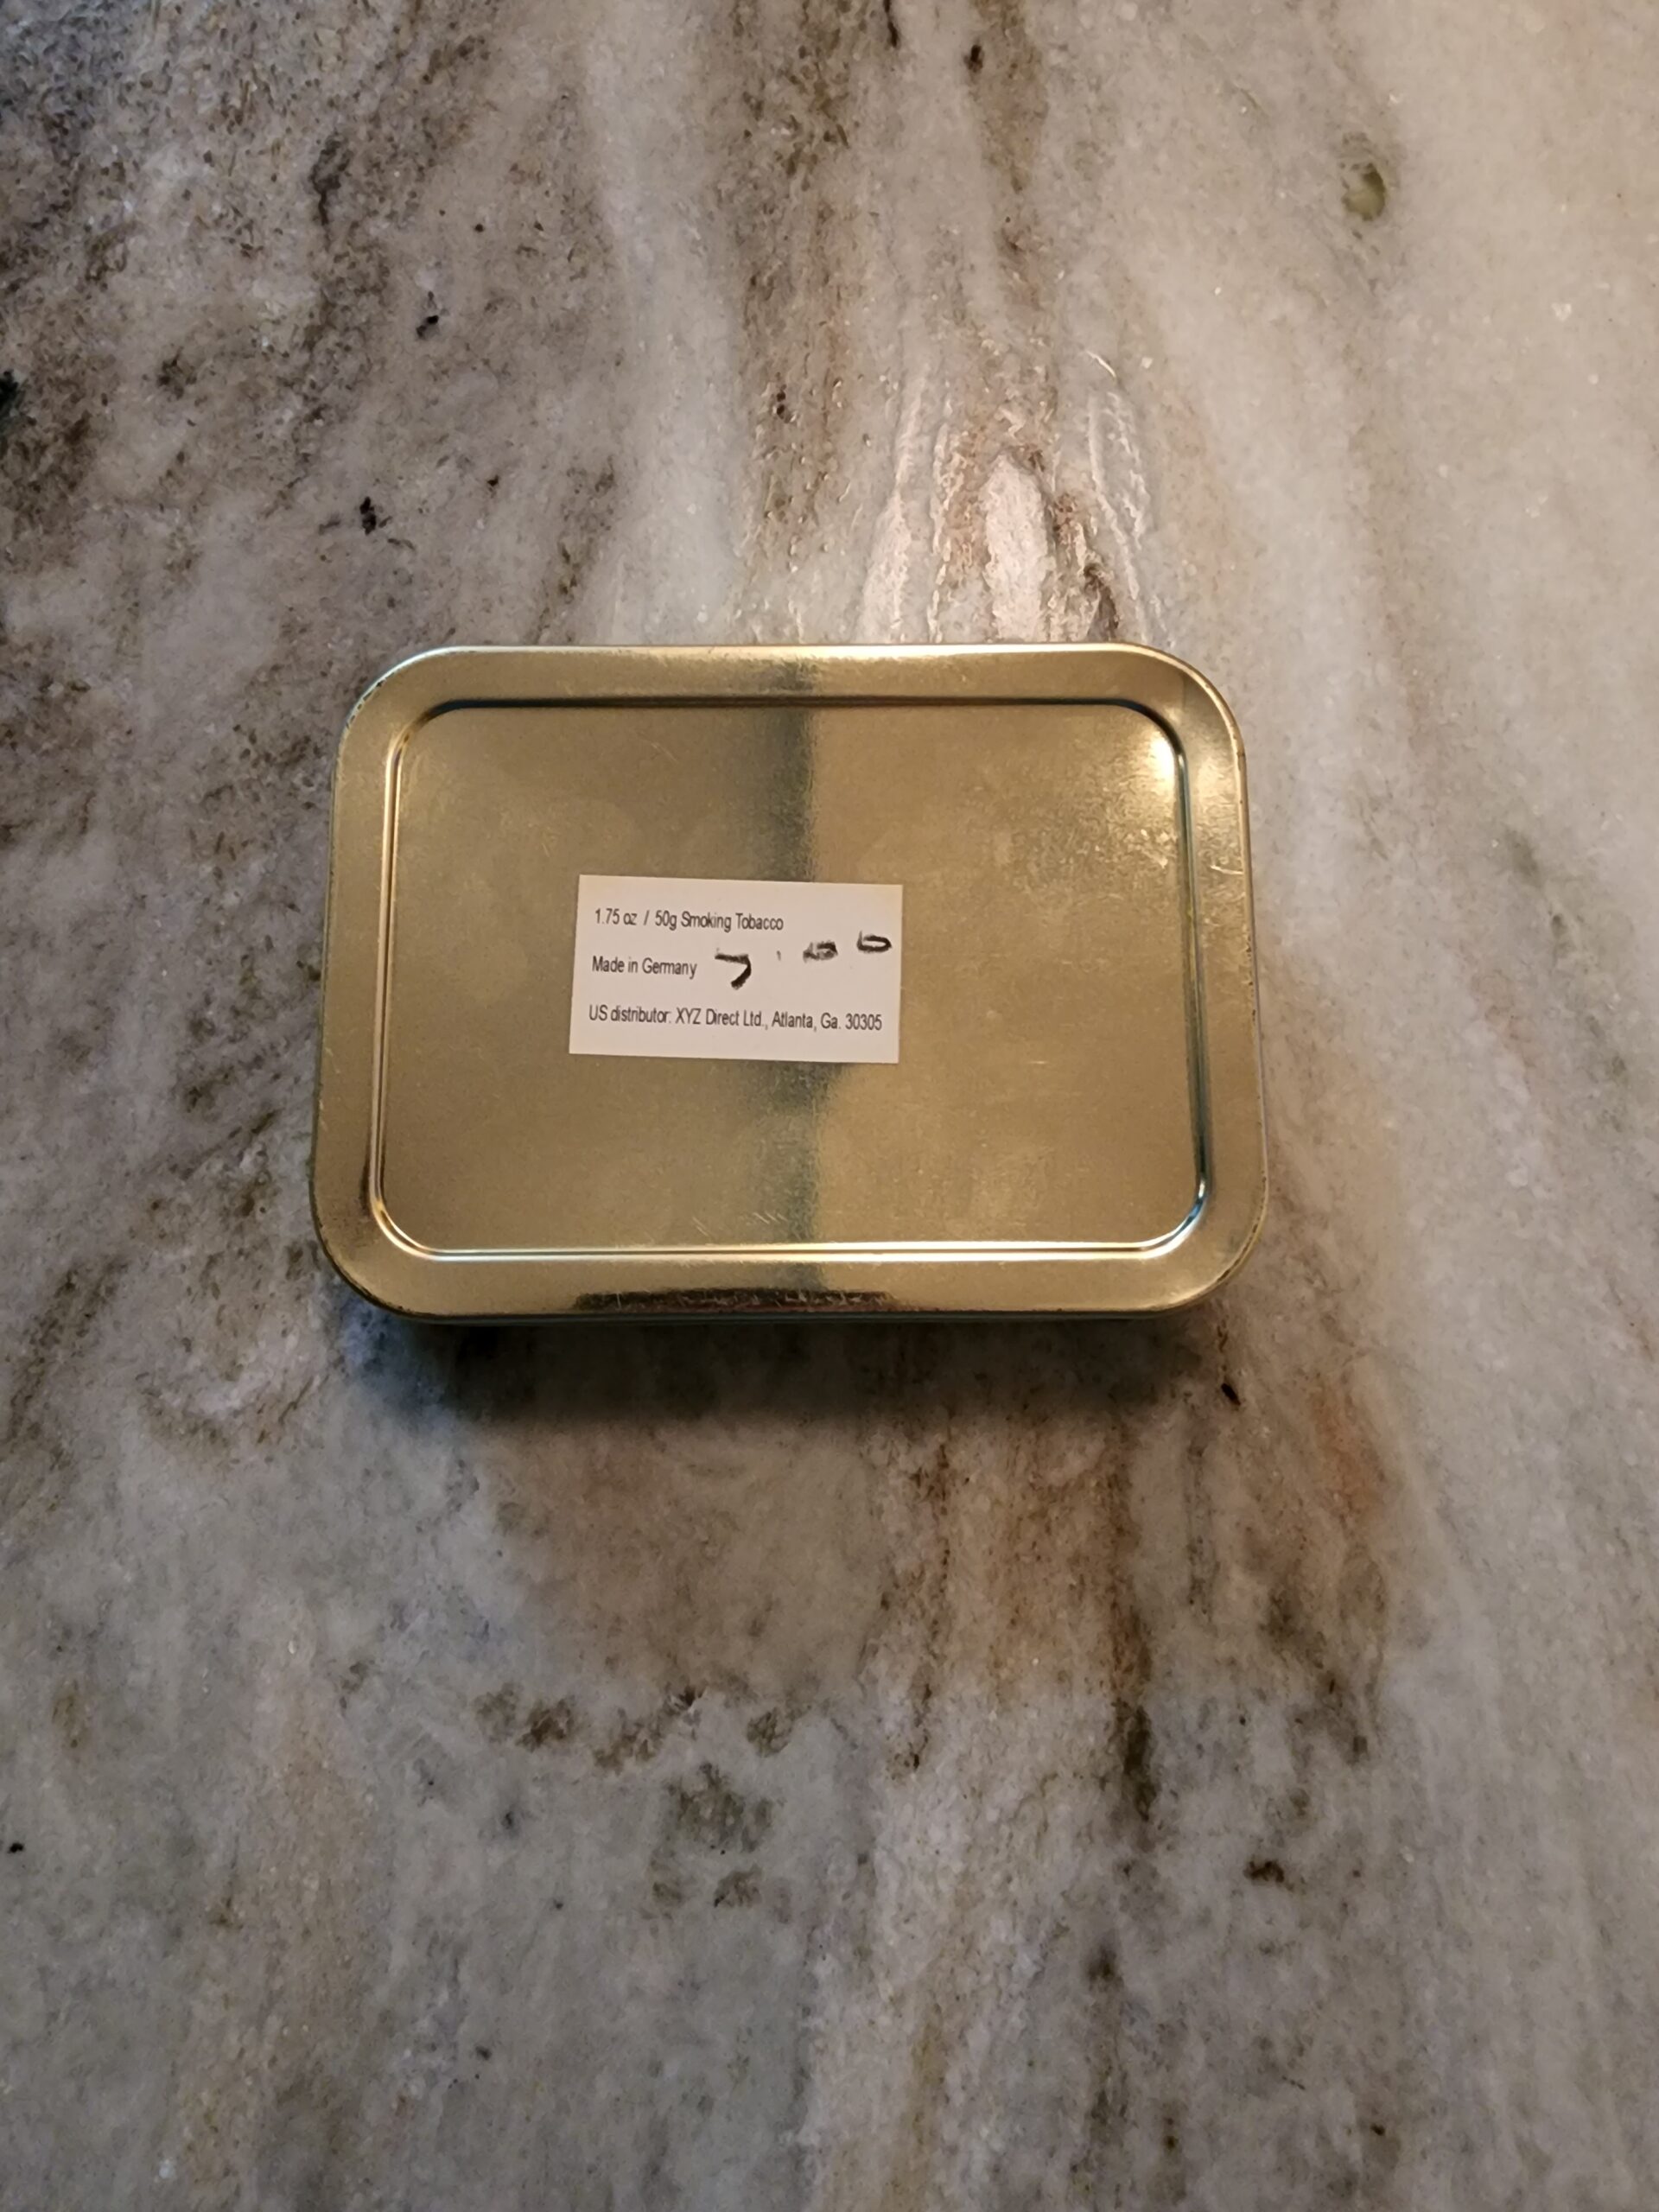 1.75 oz / 50g Smoking Tobacco
Made in Germany
US distributor: XYZ Direct Ltd., Atlanta, Ga. 30305